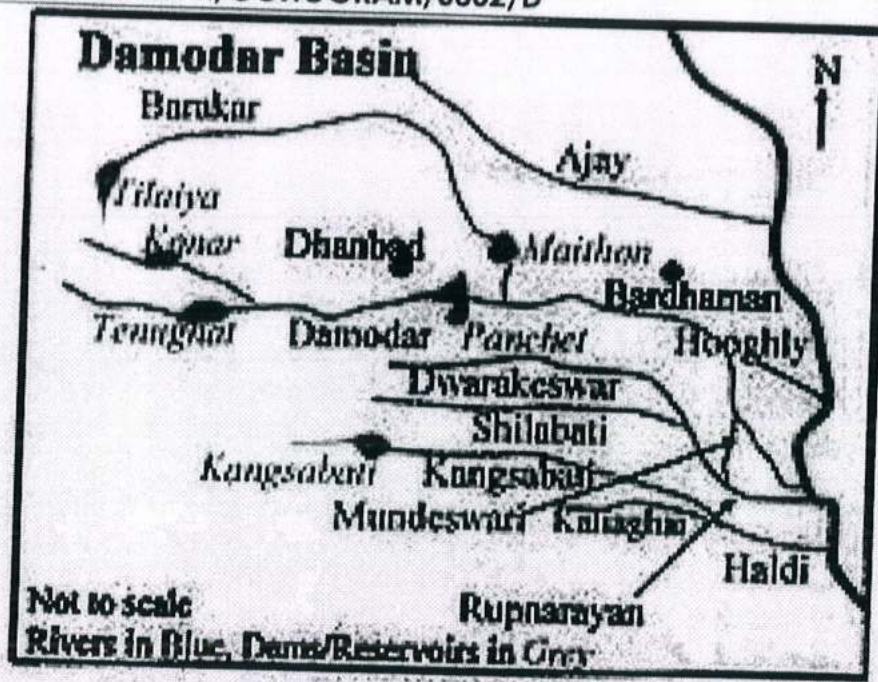 Damodar Basin
N
Barakar
Ajay
Tilaiya
Konar
Dhanbad
Maithon
Bardhaman
Tenughat
Damodar
Panchet
Hooghly
Dwarakeswar
Shilabati
Kangsabati
Kangsabati
Mundeswari
Kaliaghai
Haldi
Rupnarayan
Not to scale
Rivers in Blue, Dams/Reservoirs in Grey